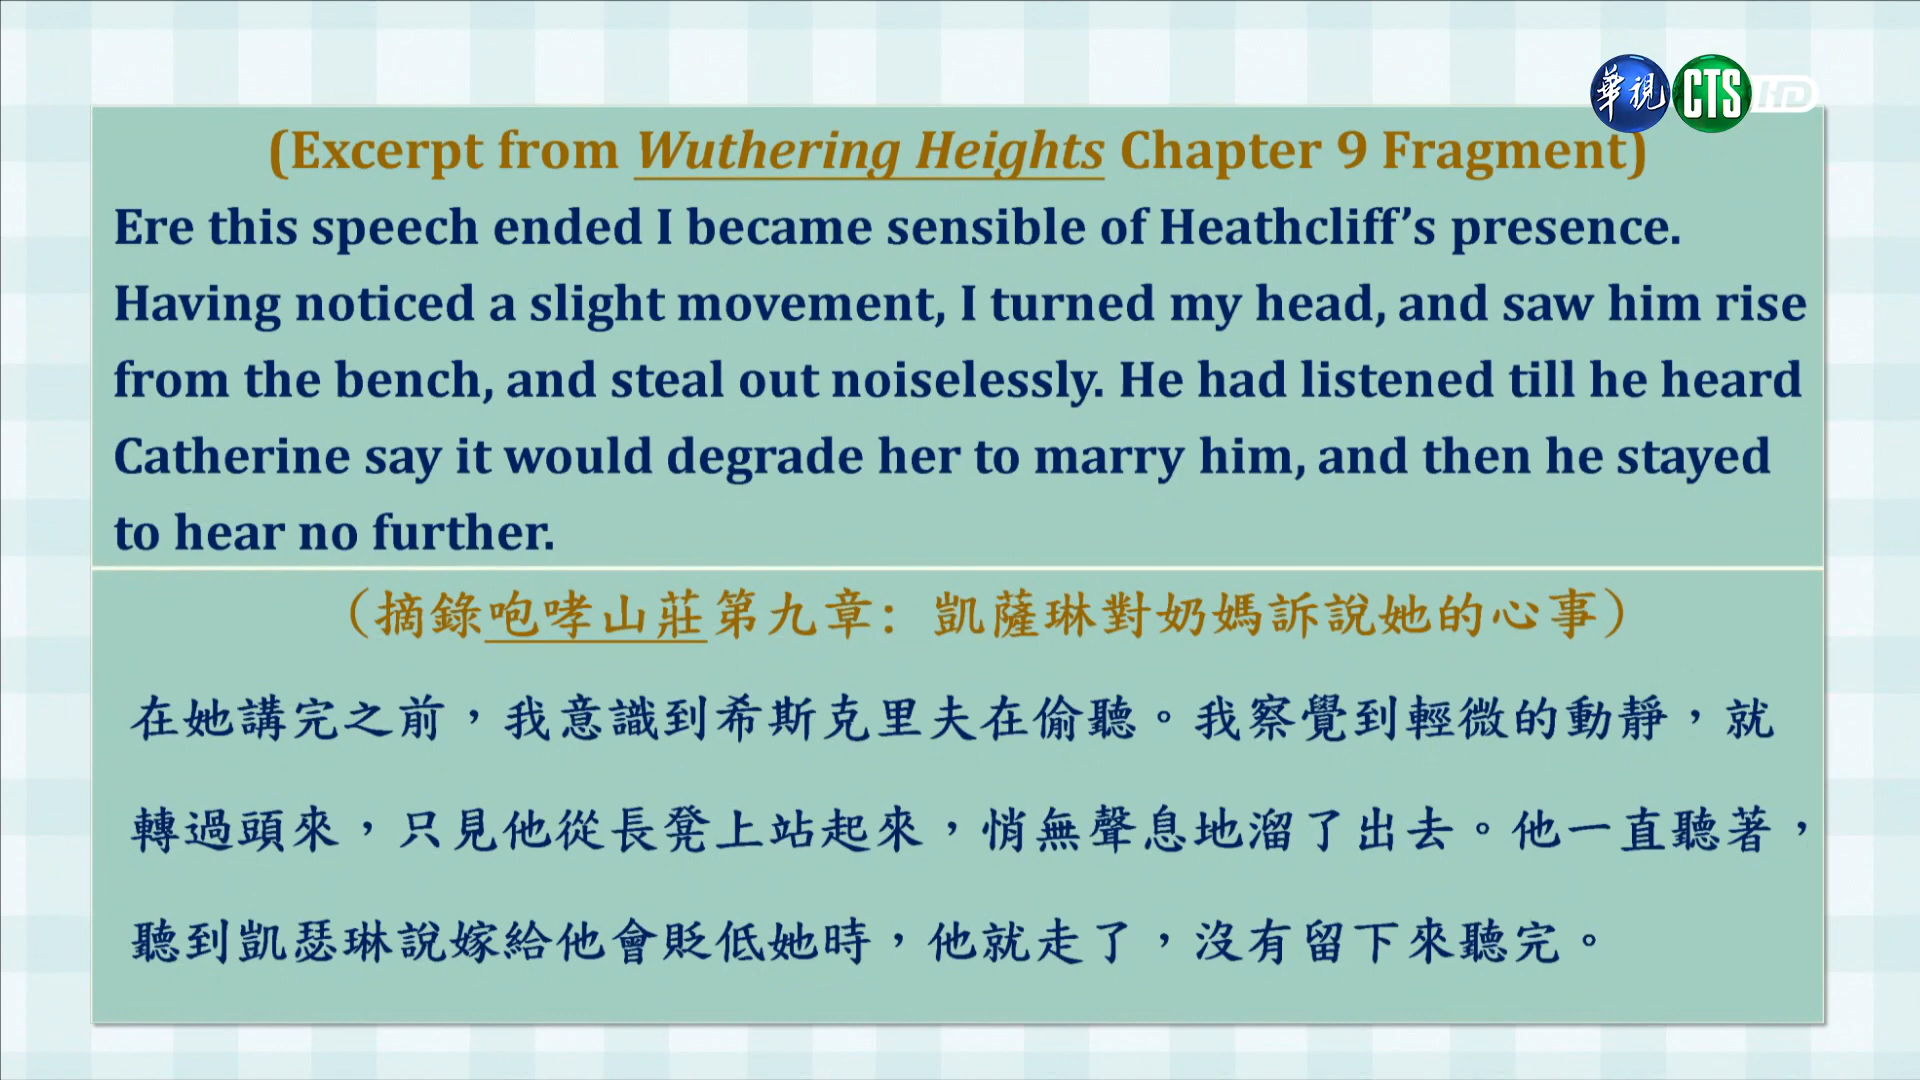 華視 CTS HD
(Excerpt from Wuthering Heights Chapter 9 Fragment)
Ere this speech ended I became sensible of Heathcliff’s presence.
Having noticed a slight movement, I turned my head, and saw him rise
from the bench, and steal out noiselessly. He had listened till he heard
Catherine say it would degrade her to marry him, and then he stayed
to hear no further.
(摘錄咆哮山莊第九章：凱薩琳對奶媽訴說她的心事)
在她講完之前，我意識到希斯克里夫在偷聽。我察覺到輕微的動靜，就
轉過頭來，只見他從長凳上站起來，悄無聲息地溜了出去。他一直聽著，
聽到凱瑟琳說嫁給他會貶低她時，他就走了，沒有留下來聽完。